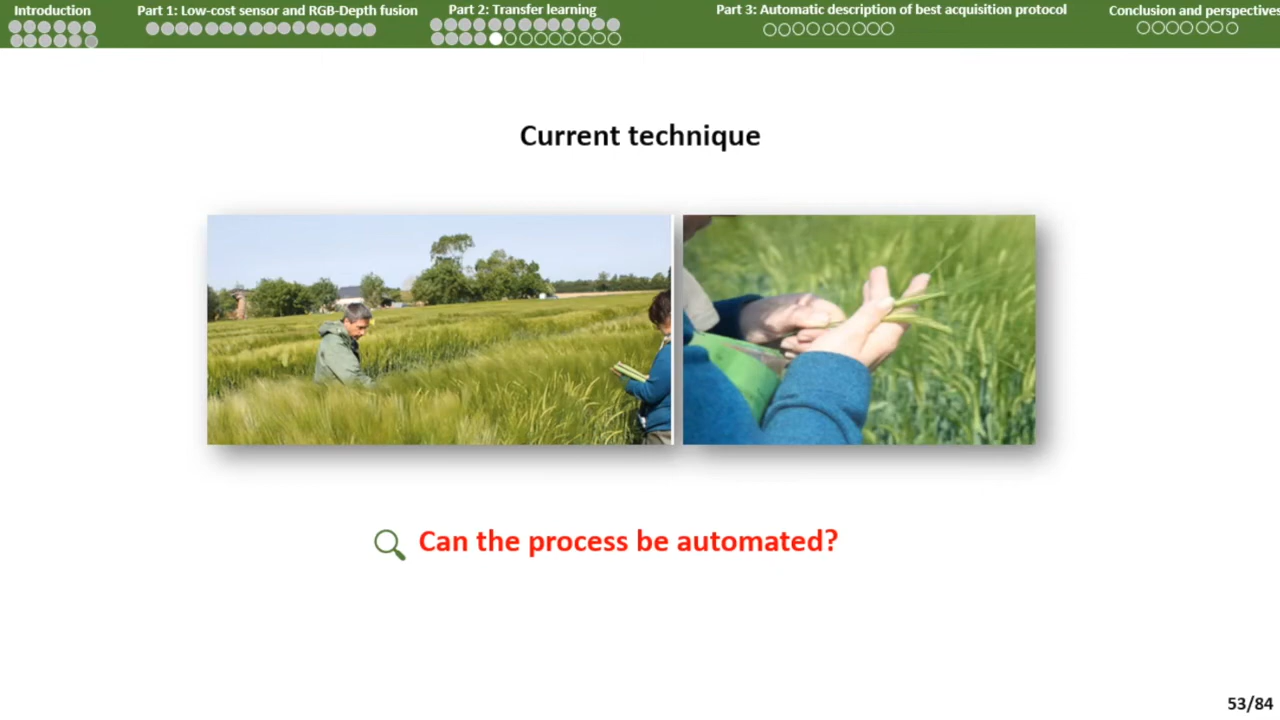 Introduction
Part 1: Low-cost sensor and RGB-Depth fusion
Part 2: Transfer learning
Part 3: Automatic description of best acquisition protocol
Conclusion and perspectives
Current technique
Can the process be automated?
53/84